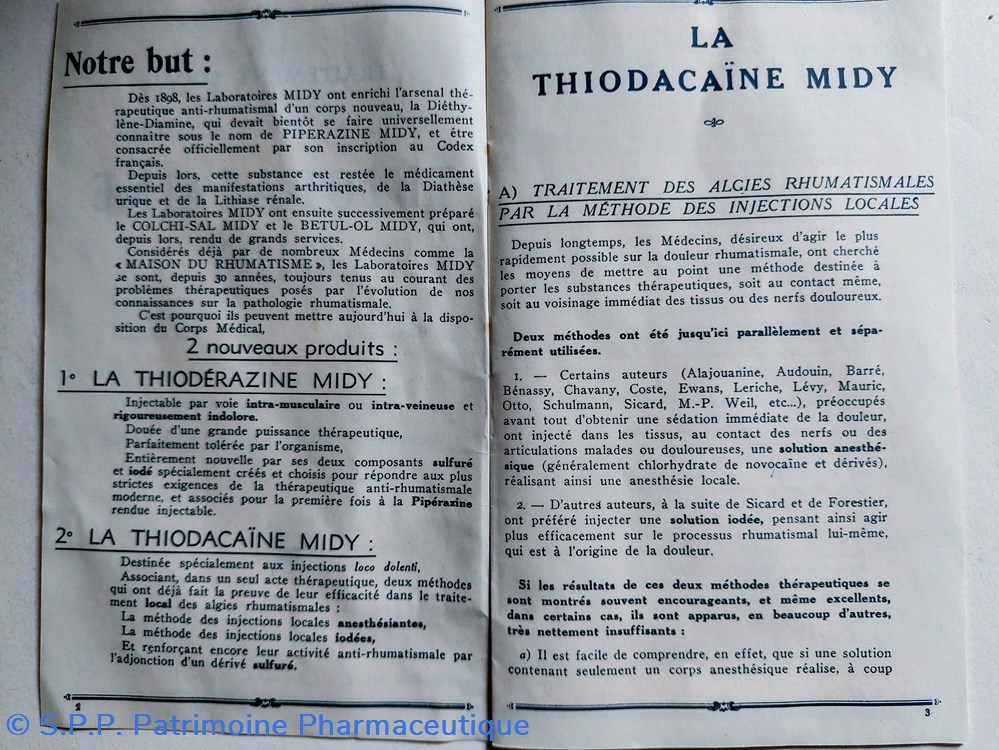 Notre but :
Dès 1898, les Laboratoires MIDY ont enrichi l'arsenal thé-
rapeutique anti-rhumatismal d'un corps nouveau, la Diéthy-
lène-Diamine, qui devait bientôt se faire universellement
connaître sous le nom de PIPERAZINE MIDY, et être
consacrée officiellement par son inscription au Codex
français.
Depuis lors, cette substance est restée le médicament
essentiel des manifestations arthritiques, de la Diathèse
urique et de la Lithiase rénale.
Les Laboratoires MIDY ont ensuite successivement préparé
le COLCHI-SAL MIDY et le BETUL-OL MIDY, qui ont,
depuis lors, rendu de grands services.
Considérés déjà par de nombreux Médecins comme la
« MAISON DU RHUMATISME », les Laboratoires MIDY
se sont, depuis 30 années, toujours tenus au courant des
problèmes thérapeutiques posés par l'évolution de nos
connaissances sur la pathologie rhumatismale.
C'est pourquoi ils peuvent mettre aujourd'hui à la dispo-
sition du Corps Médical,
2 nouveaux produits :
1° LA THIODÉRAZINE MIDY :
Injectable par voie intra-musculaire ou intra-veineuse et
rigoureusement indolore.
Douée d'une grande puissance thérapeutique,
Parfaitement tolérée par l'organisme,
Entièrement nouvelle par ses deux composants sulfuré
et iodé spécialement créés et choisis pour répondre aux plus
strictes exigences de la thérapeutique anti-rhumatismale
moderne, et associés pour la première fois à la Pipérazine
rendue injectable.
2° LA THIODACAÏNE MIDY :
Destinée spécialement aux injections loco dolenti,
Associant, dans un seul acte thérapeutique, deux méthodes
qui ont déjà fait la preuve de leur efficacité dans le traite-
ment local des algies rhumatismales :
La méthode des injections locales anesthésiantes,
La méthode des injections locales iodées,
Et renforçant encore leur activité anti-rhumatismale par
l'adjonction d'un dérivé sulfuré.
2
LA
THIODACAÏNE MIDY
A) TRAITEMENT DES ALGIES RHUMATISMALES
PAR LA MÉTHODE DES INJECTIONS LOCALES
Depuis longtemps, les Médecins, désireux d'agir le plus
rapidement possible sur la douleur rhumatismale, ont cherché
les moyens de mettre au point une méthode destinée à
porter les substances thérapeutiques, soit au contact même,
soit au voisinage immédiat des tissus ou des nerfs douloureux.
Deux méthodes ont été jusqu'ici parallèlement et sépa-
rément utilisées.
1. — Certains auteurs (Alajouanine, Audouin, Barré,
Bénassy, Chavany, Coste, Ewans, Leriche, Lévy, Mauric,
Otto, Schulmann, Sicard, M.-P. Weil, etc...), préoccupés
avant tout d'obtenir une sédation immédiate de la douleur,
ont injecté dans les tissus, au contact des nerfs ou des
articulations malades ou douloureuses, une solution anesthé-
sique (généralement chlorhydrate de novocaïne et dérivés),
réalisant ainsi une anesthésie locale.
2. — D'autres auteurs, à la suite de Sicard et de Forestier,
ont préféré injecter une solution iodée, pensant ainsi agir
plus efficacement sur le processus rhumatismal lui-même,
qui est à l'origine de la douleur.
Si les résultats de ces deux méthodes thérapeutiques se
sont montrés souvent encourageants, et même excellents,
dans certains cas, ils sont apparus, en beaucoup d'autres,
très nettement insuffisants :
a) Il est facile de comprendre, en effet, que si une solution
contenant seulement un corps anesthésique réalise, à coup
3
© S.P.P. Patrimoine Pharmaceutique